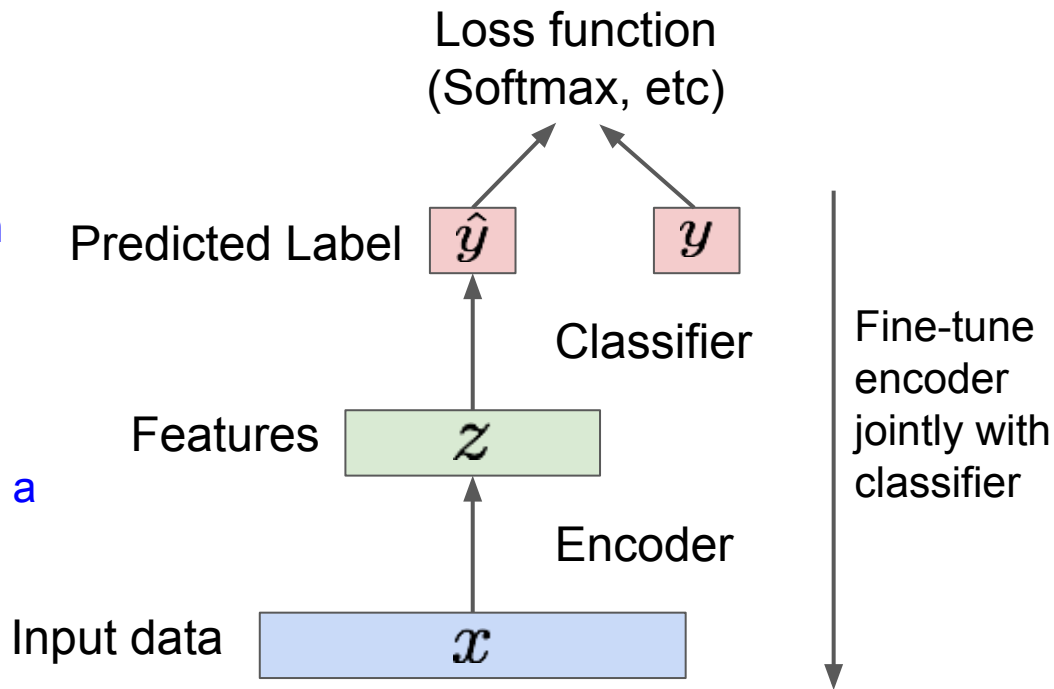 Loss function
(Softmax, etc)
Predicted Label ŷ y
Classifier
Fine-tune
encoder
jointly with
classifier
Features z
a
Encoder
Input data x